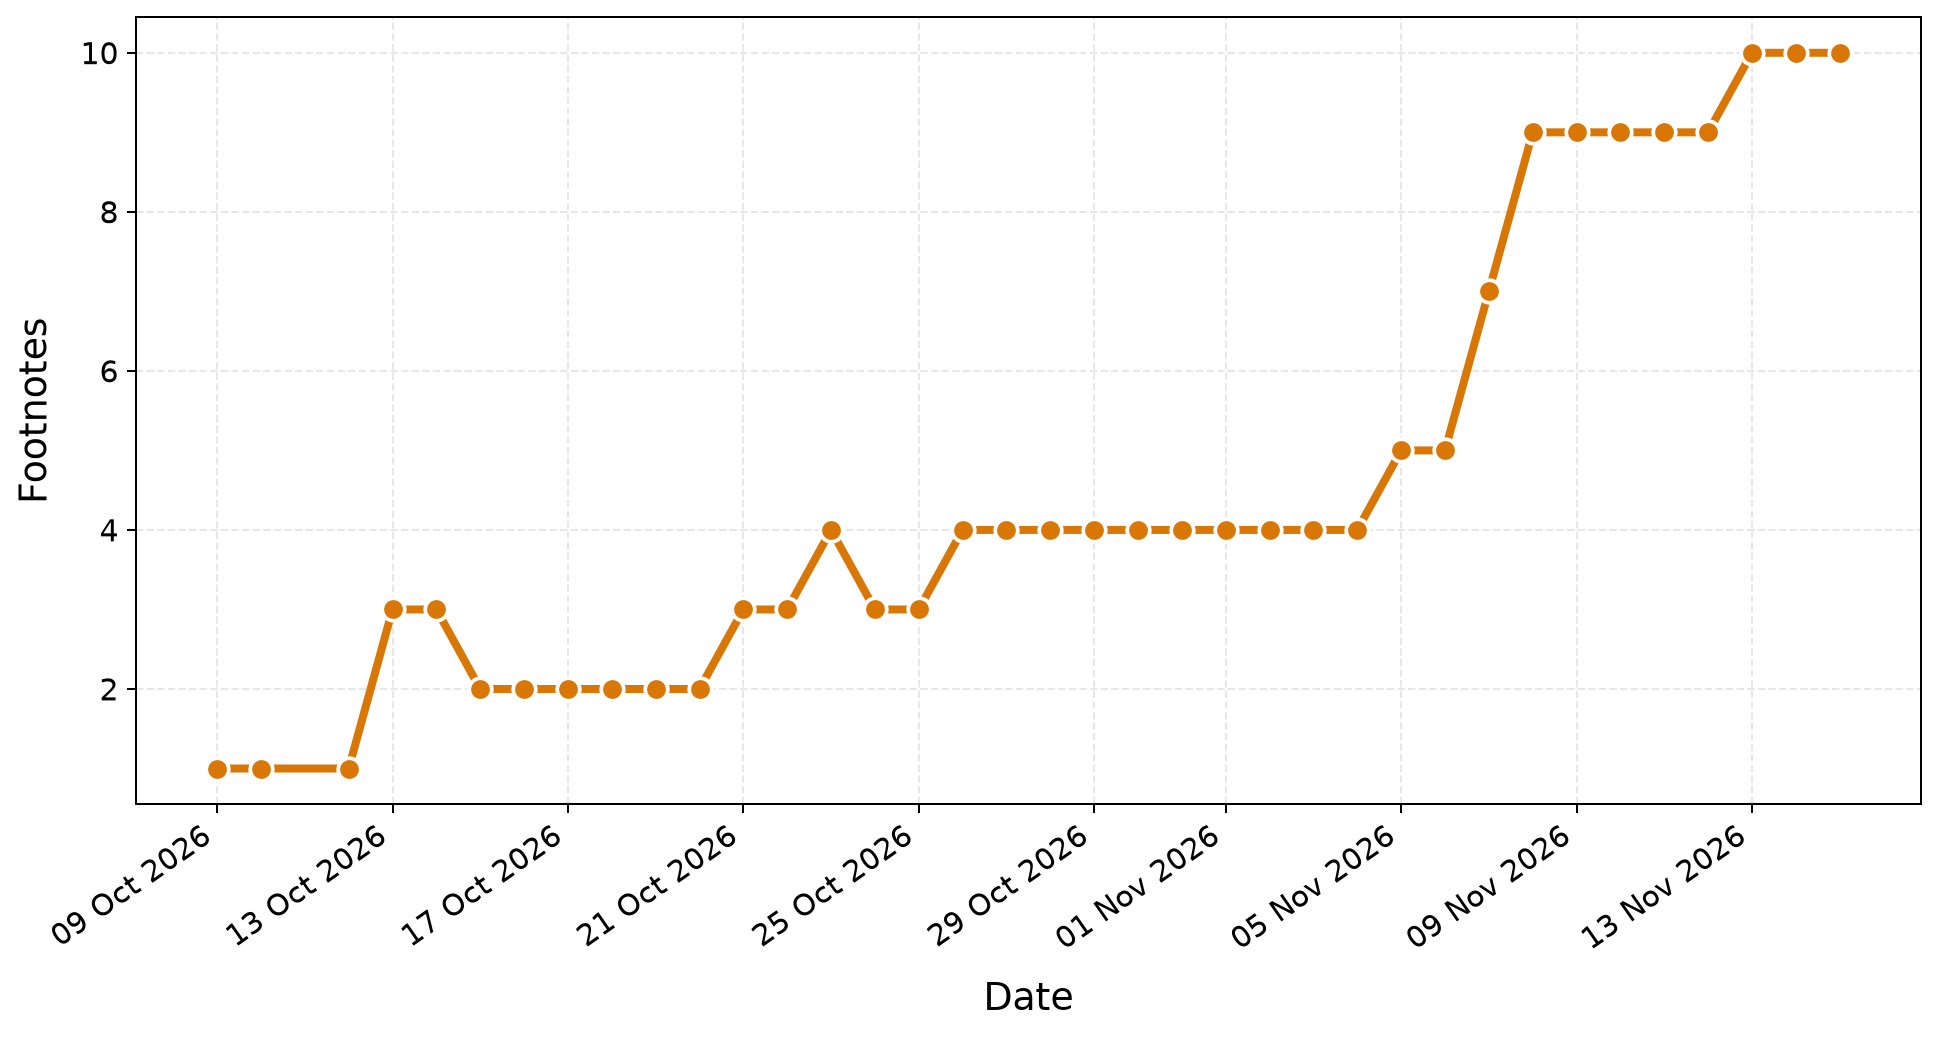 10
8
6
4
2
Footnotes
09 Oct 2026
13 Oct 2026
17 Oct 2026
21 Oct 2026
25 Oct 2026
29 Oct 2026
01 Nov 2026
05 Nov 2026
09 Nov 2026
13 Nov 2026
Date